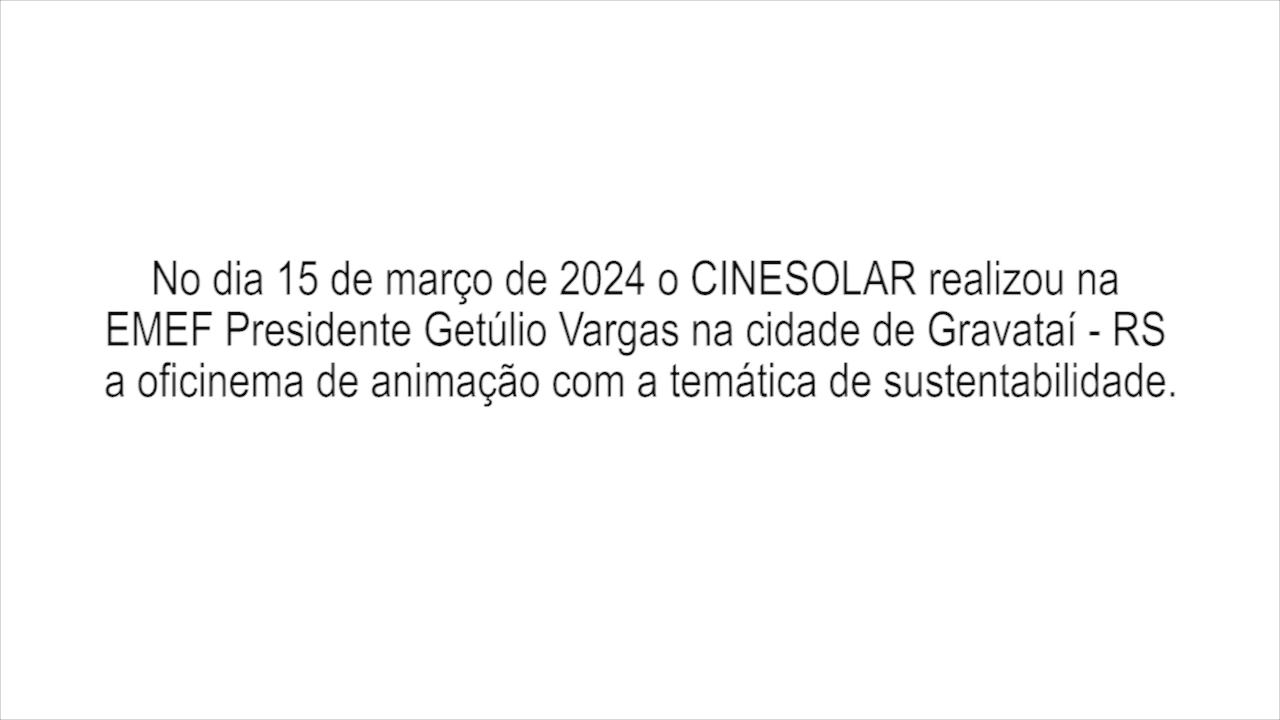 No dia 15 de março de 2024 o CINESOLAR realizou na
EMEF Presidente Getúlio Vargas na cidade de Gravataí - RS
a oficinema de animação com a temática de sustentabilidade.